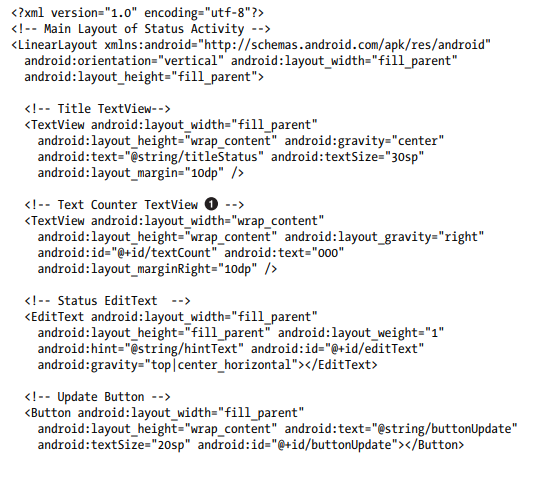 <?xml version="1.0" encoding="utf-8"?>
<!-- Main Layout of Status Activity -->
<LinearLayout xmlns:android="http://schemas.android.com/apk/res/android"
  android:orientation="vertical" android:layout_width="fill_parent"
  android:layout_height="fill_parent">

  <!-- Title TextView-->
  <TextView android:layout_width="fill_parent"
    android:layout_height="wrap_content" android:gravity="center"
    android:text="@string/titleStatus" android:textSize="30sp"
    android:layout_margin="10dp" />

  <!-- Text Counter TextView ❶ -->
  <TextView android:layout_width="wrap_content"
    android:layout_height="wrap_content" android:layout_gravity="right"
    android:id="@+id/textCount" android:text="000"
    android:layout_marginRight="10dp" />

  <!-- Status EditText  -->
  <EditText android:layout_width="fill_parent"
    android:layout_height="fill_parent" android:layout_weight="1"
    android:hint="@string/hintText" android:id="@+id/editText"
    android:gravity="top|center_horizontal"></EditText>

  <!-- Update Button -->
  <Button android:layout_width="fill_parent"
    android:layout_height="wrap_content" android:text="@string/buttonUpdate"
    android:textSize="20sp" android:id="@+id/buttonUpdate"></Button>